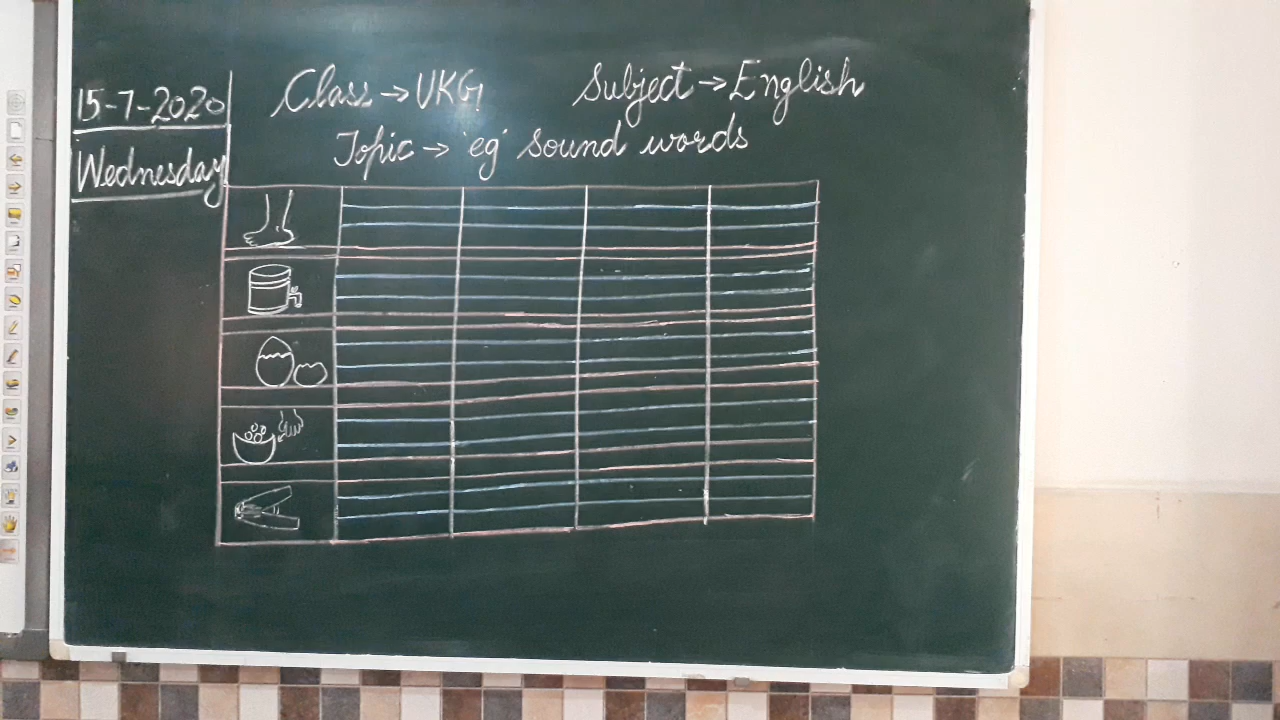 15-7-2020
Wednesday
Class → UKG Subject → English
Topic → 'eg' sound words